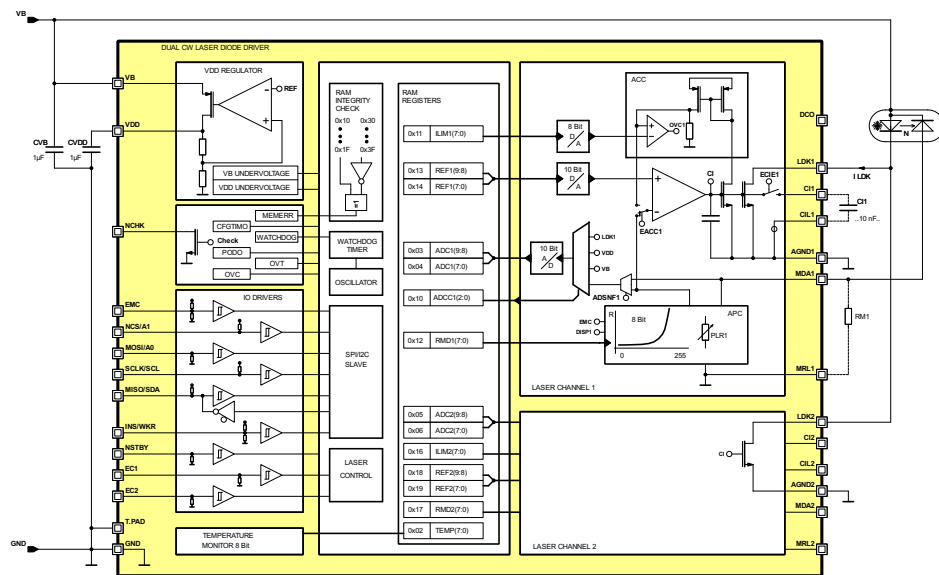 VB
DUAL CW LASER DIODE DRIVER
VB
VDD REGULATOR
REF
VDD
CVB
1µF
CVDD
1µF
VB UNDERVOLTAGE
VDD UNDERVOLTAGE
RAM
INTEGRITY
CHECK
0x10
0x30
0x1F
0x3F
=1
RAM
REGISTERS
0x11 ILIM1(7:0)
0x13 REF1(9:8)
0x14 REF1(7:0)
0x03 ADC1(9:8)
0x04 ADC1(7:0)
0x10 ADCC1(2:0)
0x12 RMD1(7:0)
0x05 ADC2(9:8)
0x06 ADC2(7:0)
0x16 ILIM2(7:0)
0x18 REF2(9:8)
0x19 REF2(7:0)
0x17 RMD2(7:0)
0x02 TEMP(7:0)
NCHK
Check
MEMERR
CFGTIMO
WATCHDOG
PODO
OVT
OVC
WATCHDOG
TIMER
OSCILLATOR
IO DRIVERS
EMC
NCS/A1
MOSI/A0
SCLK/SCL
MISO/SDA
INS/WKR
NSTBY
EC1
EC2
T.PAD
GND
GND
SPI/I2C
SLAVE
LASER
CONTROL
TEMPERATURE
MONITOR 8 Bit
8 Bit
D
A
10 Bit
D
A
10 Bit
A
D
ACC
OVC1
CI
ECIE1
EACC1
LDK1
VDD
VB
ADSNF1
EMC
DISP1
R
8 Bit
0
255
APC
PLR1
LASER CHANNEL 1
CI
LASER CHANNEL 2
DCO
LDK1
CI1
CIL1
AGND1
MDA1
MRL1
LDK2
CI2
CIL2
AGND2
MDA2
MRL2
N
I LDK
CI1
..10 nF..
RM1